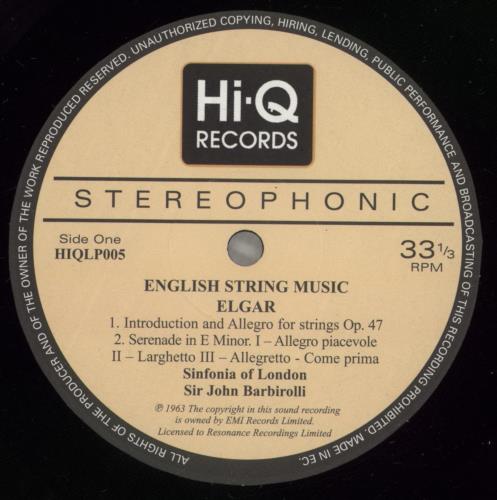 ALL RIGHTS OF THE PRODUCER AND OF THE OWNER OF THE WORK REPRODUCED RESERVED. UNAUTHORIZED COPYING, HIRING, LENDING, PUBLIC PERFORMANCE AND BROADCASTING OF THIS RECORDING PROHIBITED. MADE IN EC.
Hi·Q
RECORDS
STEREOPHONIC
Side One
HIQLP005
33 1/3
RPM
ENGLISH STRING MUSIC
ELGAR
1. Introduction and Allegro for strings Op. 47
2. Serenade in E Minor. I – Allegro piacevole
II – Larghetto III – Allegretto - Come prima
Sinfonia of London
Sir John Barbirolli
℗ 1963 The copyright in this sound recording
is owned by EMI Records Limited.
Licensed to Resonance Recordings Limited